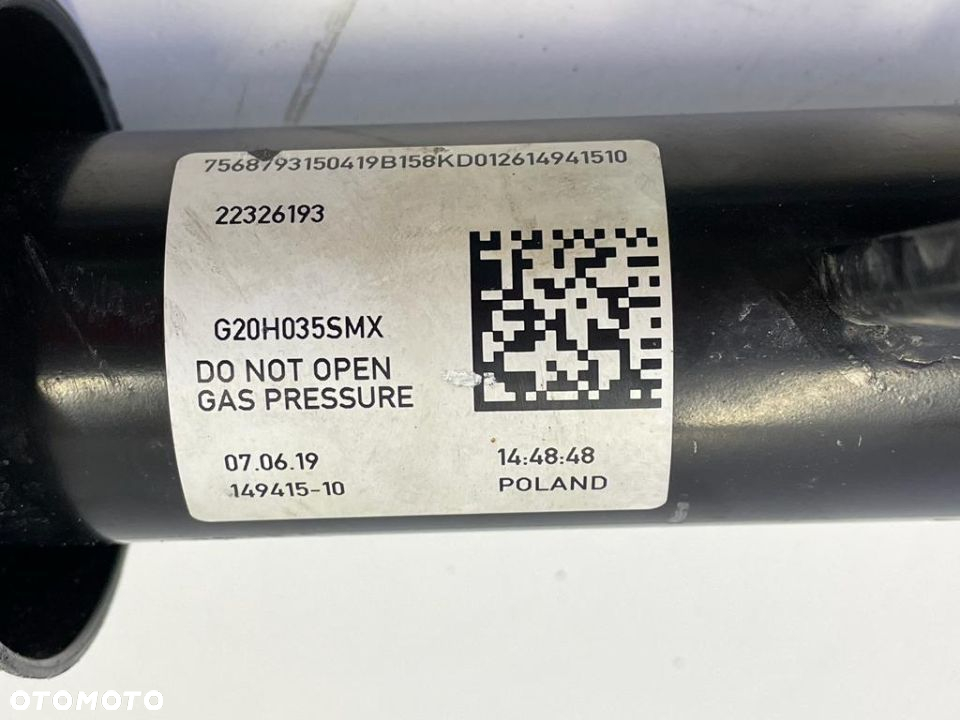 7568793150419B158KD012614941510
22326193
G20H035SMX
DO NOT OPEN
GAS PRESSURE
07.06.19
14:48:48
149415-10
POLAND
OTOMOTO